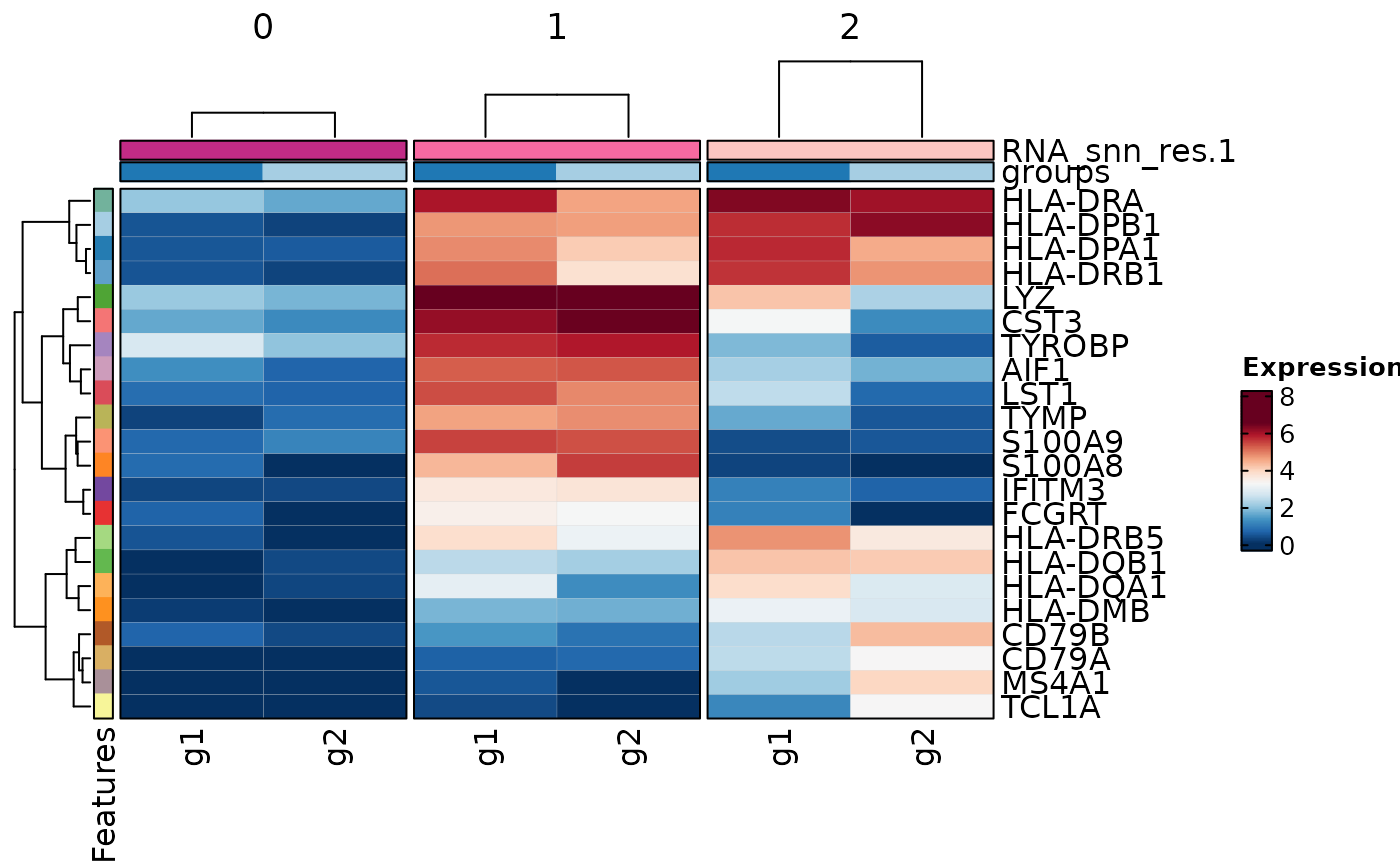 0 1 2
RNA_snn_res.1
groups
HLA-DRA
HLA-DPB1
HLA-DPA1
HLA-DRB1
LYZ
CST3
TYROBP
AIF1
LST1
TYMP
S100A9
S100A8
IFITM3
FCGRT
HLA-DRB5
HLA-DQB1
HLA-DQA1
HLA-DMB
CD79B
CD79A
MS4A1
TCL1A
Expression
8
6
4
2
0
Features
g1 g2 g1 g2 g1 g2